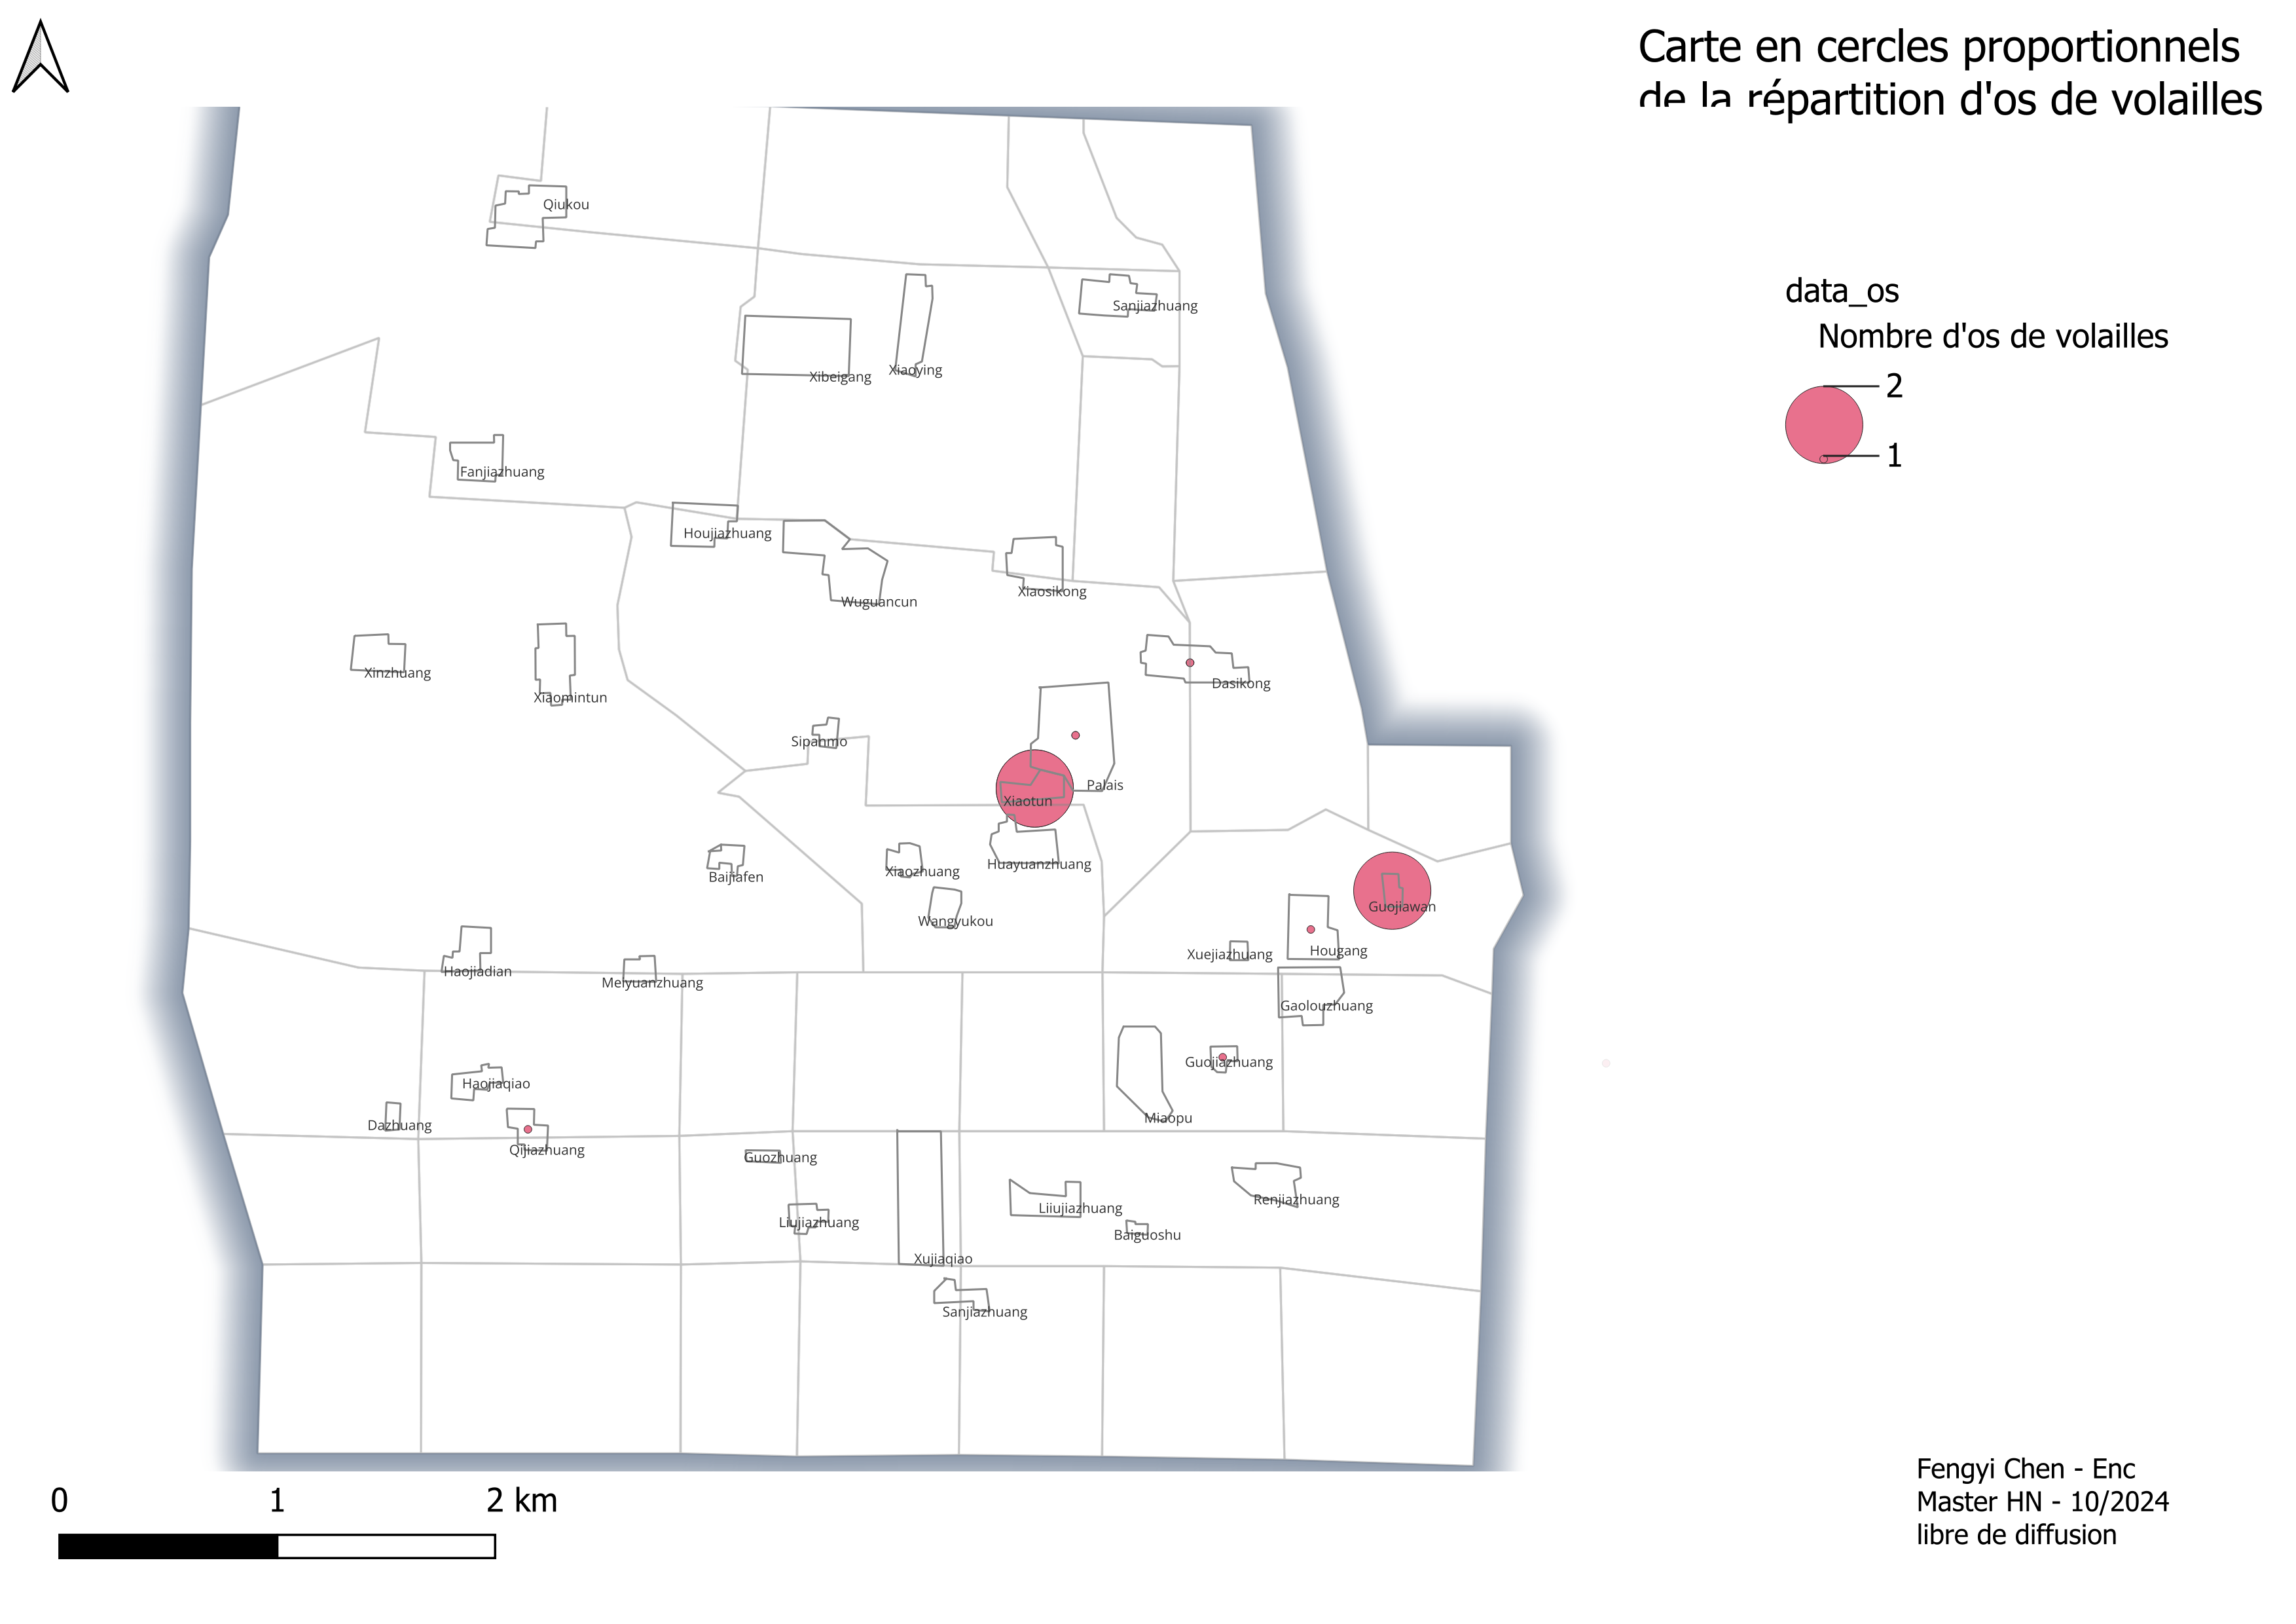 Carte en cercles proportionnels
de la répartition d'os de volailles
Qiukou
data_os
Sanjiazhuang
Nombre d'os de volailles
Xibeigang
Xiaoying
2
1
Fanjiazhuang
Houjiazhuang
Xiaosikong
Wuguancun
Xinzhuang
Dasikong
Xiaomintun
Sipanmo
Palais
Xiaotun
Huayuanzhuang
Xiaozhuang
Baijiafen
Guojiawan
Wangyukou
Hougang
Xuejiazhuang
Haojiadian
Meiyuanzhuang
Gaolouzhuang
Guojiazhuang
Haojiaqiao
Miaopu
Dazhuang
Qijiazhuang
Guozhuang
Renjiazhuang
Liiujiazhuang
Liujiazhuang
Baiguoshu
Xujiaqiao
Sanjiazhuang
0 1 2 km
Fengyi Chen - Enc
Master HN - 10/2024
libre de diffusion